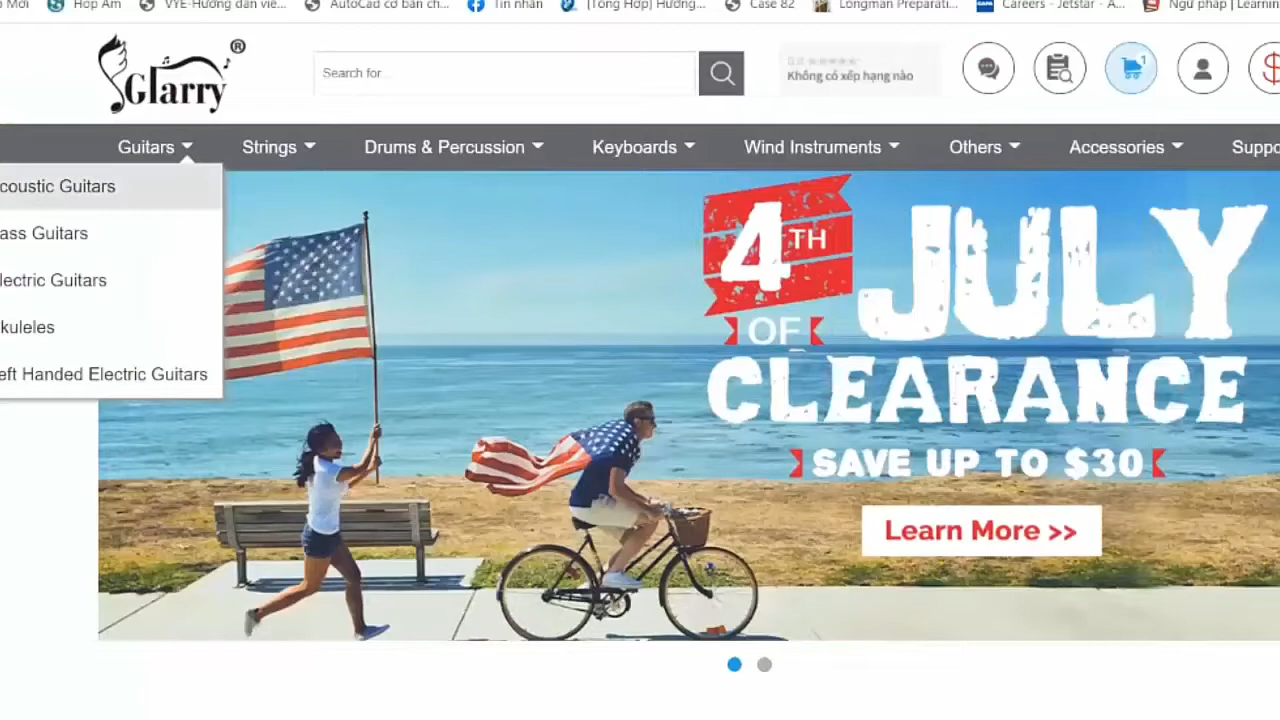 Mới
Hợp Âm
VYE-Hướng dẫn viê...
AutoCad cơ bản ch...
Tin nhắn
[Tổng Hợp] Hướng...
Case 82
Longman Preparati...
Careers - Jetstar - A...
Ngữ pháp | Learnin
Glarry®
Search for
0.0 ★★★★★
Không có xếp hạng nào
1
$
Guitars
Strings
Drums & Percussion
Keyboards
Wind Instruments
Others
Accessories
Suppo
coustic Guitars
ass Guitars
lectric Guitars
kuleles
eft Handed Electric Guitars
4TH
OF
JULY
CLEARANCE
SAVE UP TO $30
Learn More >>